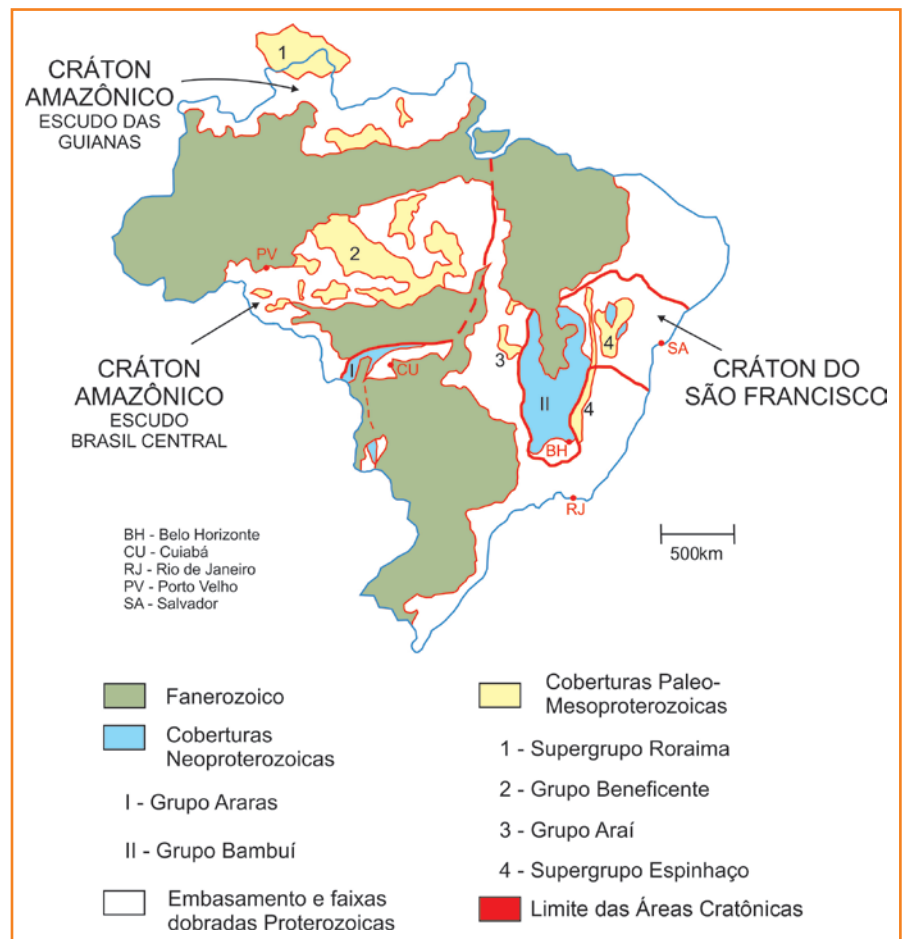 1
CRÁTON
AMAZÔNICO
ESCUDO DAS
GUIANAS
PV
2
CRÁTON
AMAZÔNICO
ESCUDO
BRASIL CENTRAL
I
CU
3
4
SA
CRÁTON DO
SÃO FRANCISCO
II
4
BH
RJ
500km
BH - Belo Horizonte
CU - Cuiabá
RJ - Rio de Janeiro
PV - Porto Velho
SA - Salvador
Fanerozoico
Coberturas
Neoproterozoicas
I - Grupo Araras
II - Grupo Bambuí
Embasamento e faixas
dobradas Proterozoicas
Coberturas Paleo-
Mesoproterozoicas
1 - Supergrupo Roraima
2 - Grupo Beneficente
3 - Grupo Araí
4 - Supergrupo Espinhaço
Limite das Áreas Cratônicas